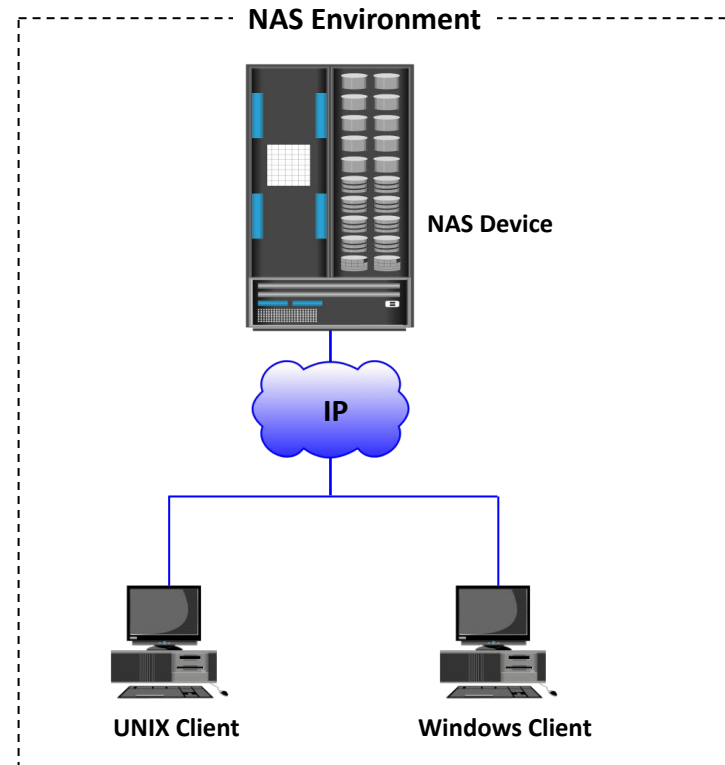 NAS Environment
NAS Device
IP
UNIX Client
Windows Client